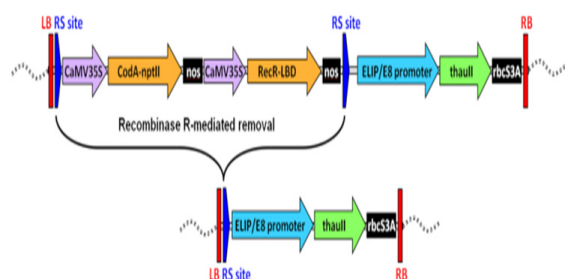 LB RS site RS site RB
CaMV35S CodA-nptII nos CaMV35S RecR-LBD nos ELIP/E8 promoter thauII rbcS3A
Recombinase R-mediated removal
ELIP/E8 promoter thauII rbcS3A
LB RS site RB